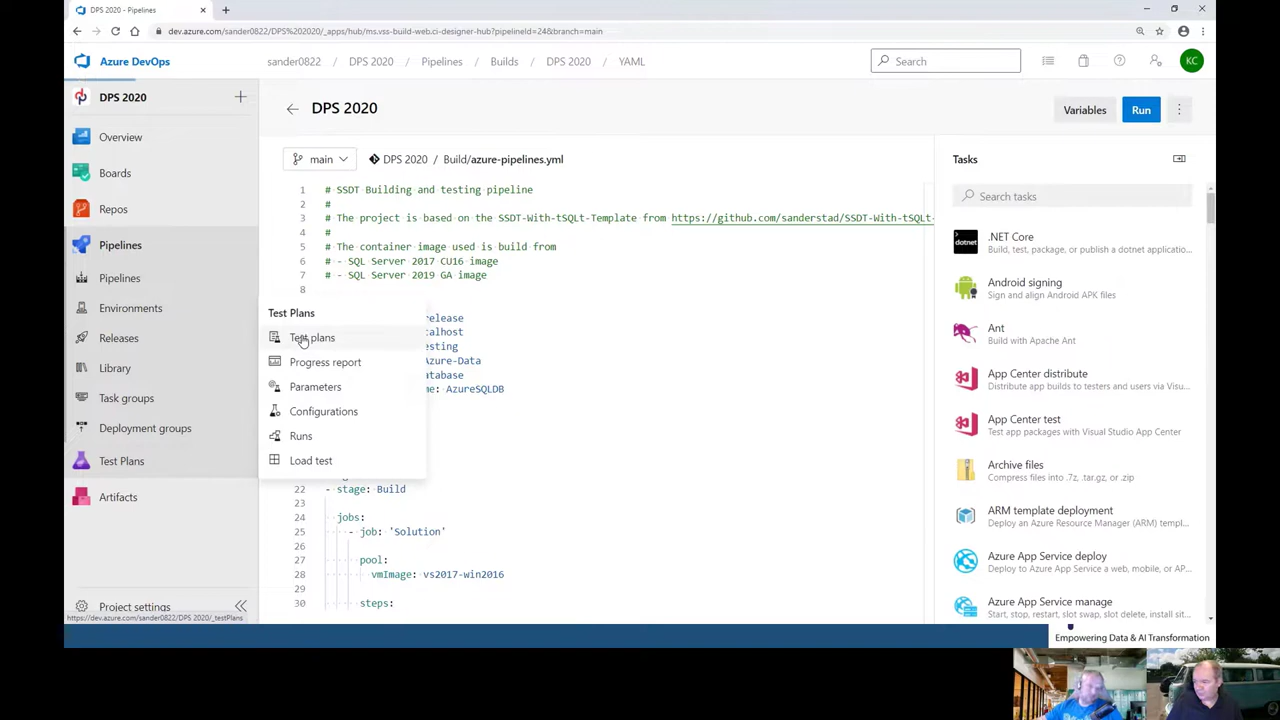 DPS 2020 - Pipelines
dev.azure.com/sander0822/DPS%202020/_apps/hub/ms.vss-build-web.ci-designer-hub?pipelineId=24&branch=main
Azure DevOps
sander0822
DPS 2020
Pipelines
Builds
DPS 2020
YAML
Search
KC
DPS 2020
Overview
Boards
Repos
Pipelines
Pipelines
Environments
Releases
Library
Task groups
Deployment groups
Test Plans
Artifacts
Project settings
https://dev.azure.com/sander0822/DPS 2020/_testPlans
Test Plans
Test plans
Progress report
Parameters
Configurations
Runs
Load test
DPS 2020
Variables
Run
main
DPS 2020 / Build/azure-pipelines.yml
1 # SSDT Building and testing pipeline
2 #
3 # The project is based on the SSDT-With-tSQLt-Template from https://github.com/sanderstad/SSDT-With-tSQLt-
4 #
5 # The container image used is build from
6 # - SQL Server 2017 CU16 image
7 # - SQL Server 2019 GA image
8
elease
calhost
esting
Azure-Data
atabase
me: AzureSQLDB
22 - stage: Build
23
24 jobs:
25 - job: 'Solution'
26
27 pool:
28 vmImage: vs2017-win2016
29
30 steps:
Tasks
Search tasks
dotnet
.NET Core
Build, test, package, or publish a dotnet applicatio...
Android signing
Sign and align Android APK files
Ant
Build with Apache Ant
App Center distribute
Distribute app builds to testers and users via Visu...
App Center test
Test app packages with Visual Studio App Center
Archive files
Compress files into .7z, .tar.gz, or .zip
ARM template deployment
Deploy an Azure Resource Manager (ARM) templ...
Azure App Service deploy
Deploy to Azure App Service a web, mobile, or AP...
Azure App Service manage
Start, stop, restart, slot swap, slot delete, install sit...
Empowering Data & AI Transformation